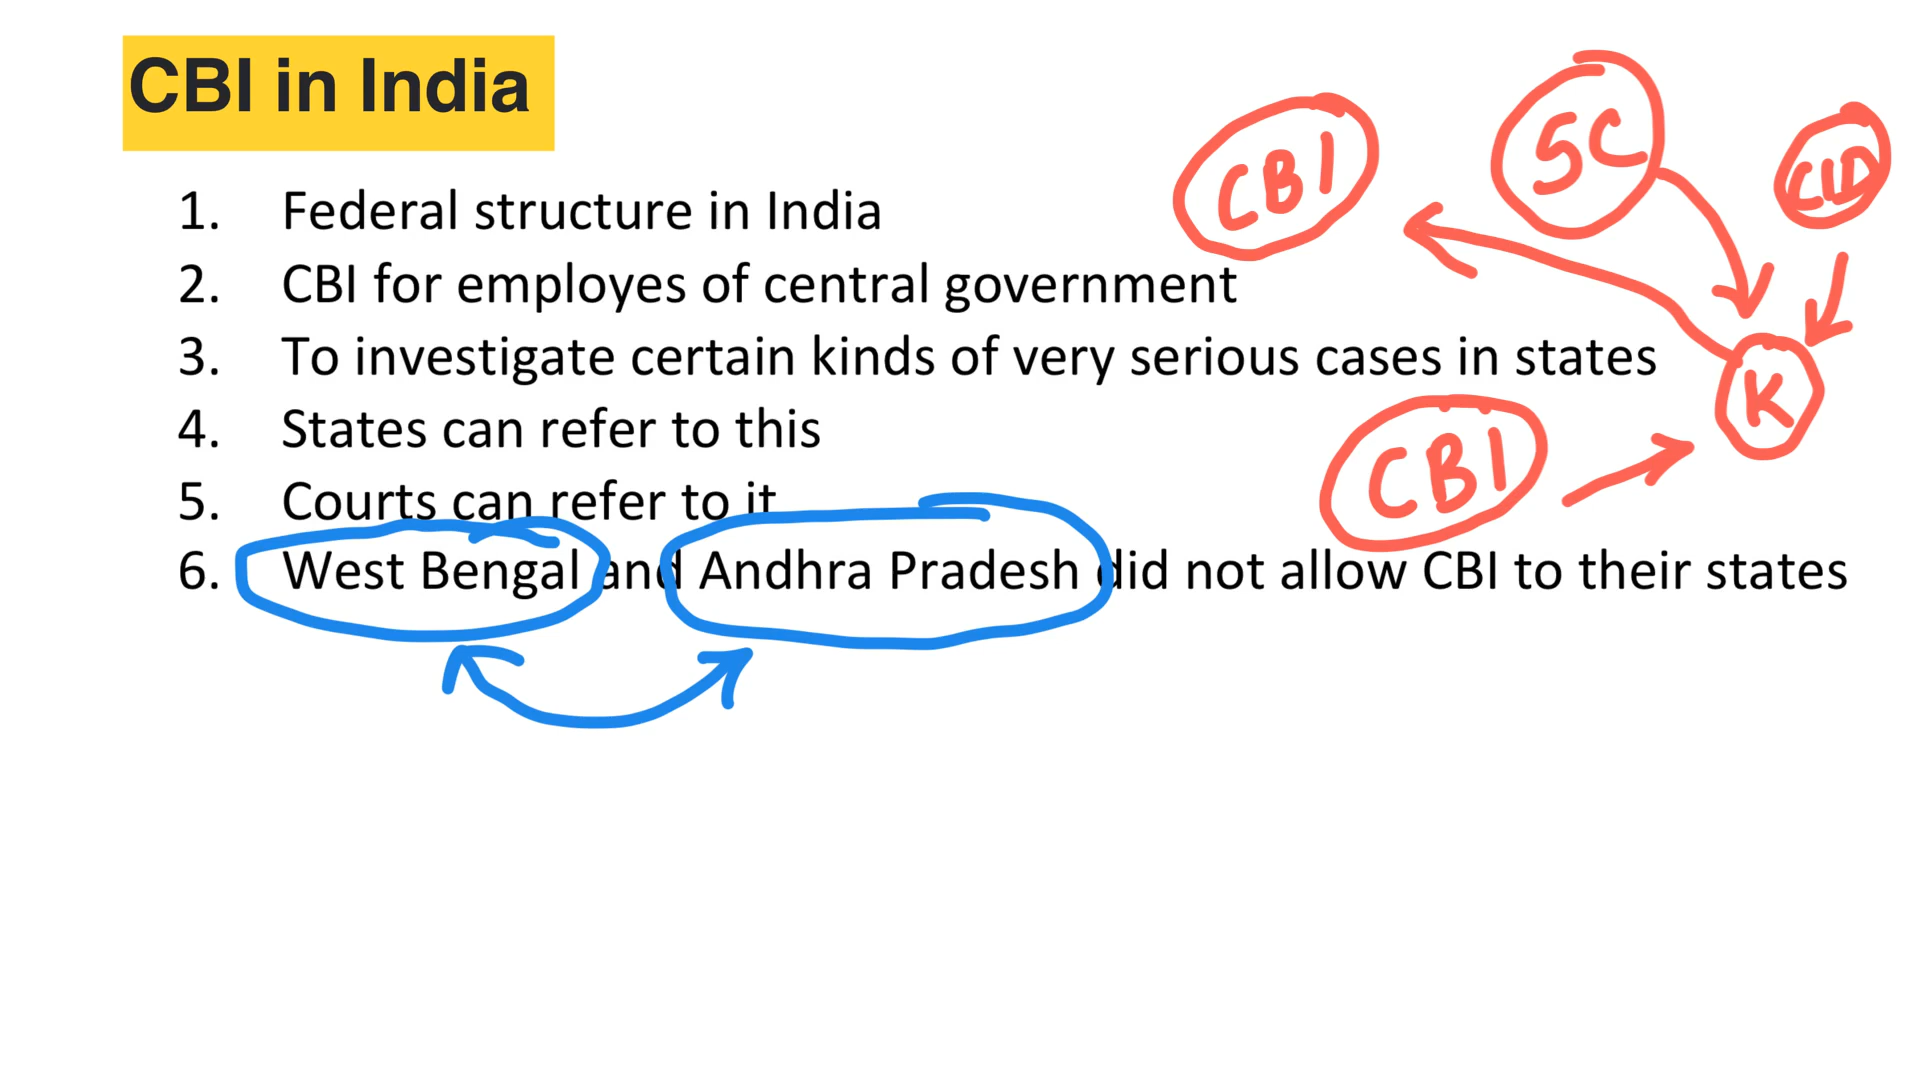 CBI in India
1. Federal structure in India
2. CBI for employes of central government
3. To investigate certain kinds of very serious cases in states
4. States can refer to this
5. Courts can refer to it
6. West Bengal and Andhra Pradesh did not allow CBI to their states
CBI
SC
CID
K
CBI